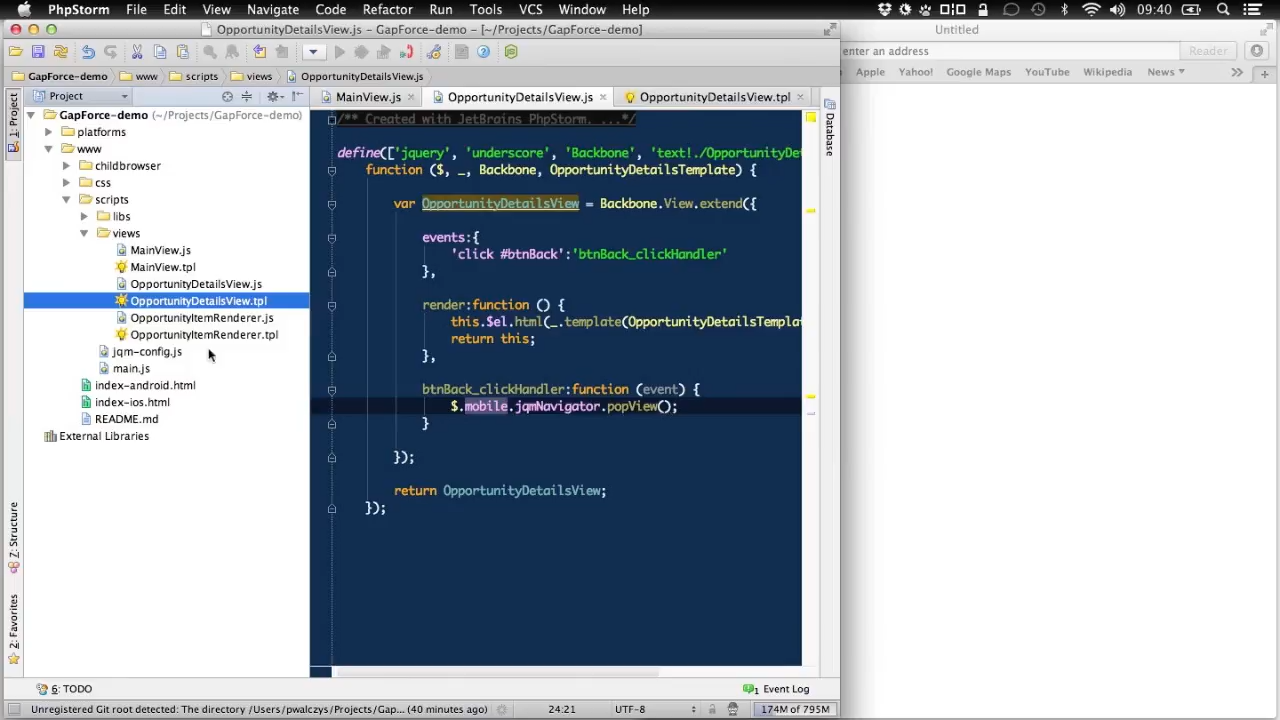 PhpStorm File Edit View Navigate Code Refactor Run Tools VCS Window Help 09:40
OpportunityDetailsView.js - GapForce-demo - [~/Projects/GapForce-demo]
Untitled
enter an address Reader
GapForce-demo www scripts views OpportunityDetailsView.js
Apple Yahoo! Google Maps YouTube Wikipedia News
Project
MainView.js OpportunityDetailsView.js OpportunityDetailsView.tpl
1: Project
Database
GapForce-demo (~/Projects/GapForce-demo)
platforms
www
childbrowser
css
scripts
libs
views
MainView.js
MainView.tpl
OpportunityDetailsView.js
OpportunityDetailsView.tpl
OpportunityItemRenderer.js
OpportunityItemRenderer.tpl
jqm-config.js
main.js
index-android.html
index-ios.html
README.md
External Libraries
/** Created with JetBrains PhpStorm. ...*/
define(['jquery', 'underscore', 'Backbone', 'text!./OpportunityDet
function ($, _, Backbone, OpportunityDetailsTemplate) {
var OpportunityDetailsView = Backbone.View.extend({
events:{
'click #btnBack':'btnBack_clickHandler'
},
render:function () {
this.$el.html(_.template(OpportunityDetailsTempla
return this;
},
btnBack_clickHandler:function (event) {
$.mobile.jqmNavigator.popView();
}
});
return OpportunityDetailsView;
});
Z: Structure
2: Favorites
6: TODO
1 Event Log
Unregistered Git root detected: The directory /Users/pwalczys/Projects/Gap... (40 minutes ago) 24:21 UTF-8 174M of 795M